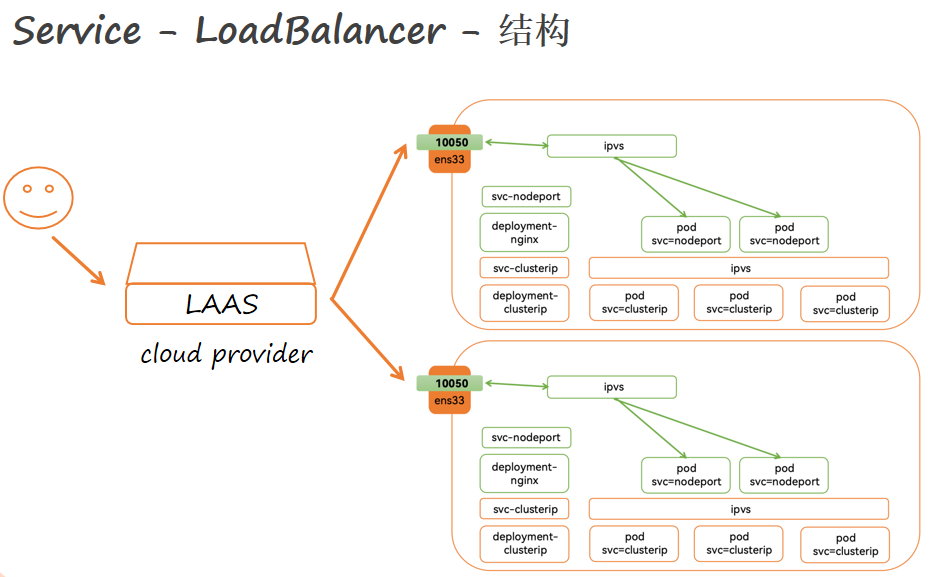 Service - LoadBalancer - 结构
LAAS
cloud provider
10050
ens33
ipvs
svc-nodeport
deployment-
nginx
pod
svc=nodeport
pod
svc=nodeport
svc-clusterip
ipvs
deployment-
clusterip
pod
svc=clusterip
pod
svc=clusterip
pod
svc=clusterip
10050
ens33
ipvs
svc-nodeport
deployment-
nginx
pod
svc=nodeport
pod
svc=nodeport
svc-clusterip
ipvs
deployment-
clusterip
pod
svc=clusterip
pod
svc=clusterip
pod
svc=clusterip